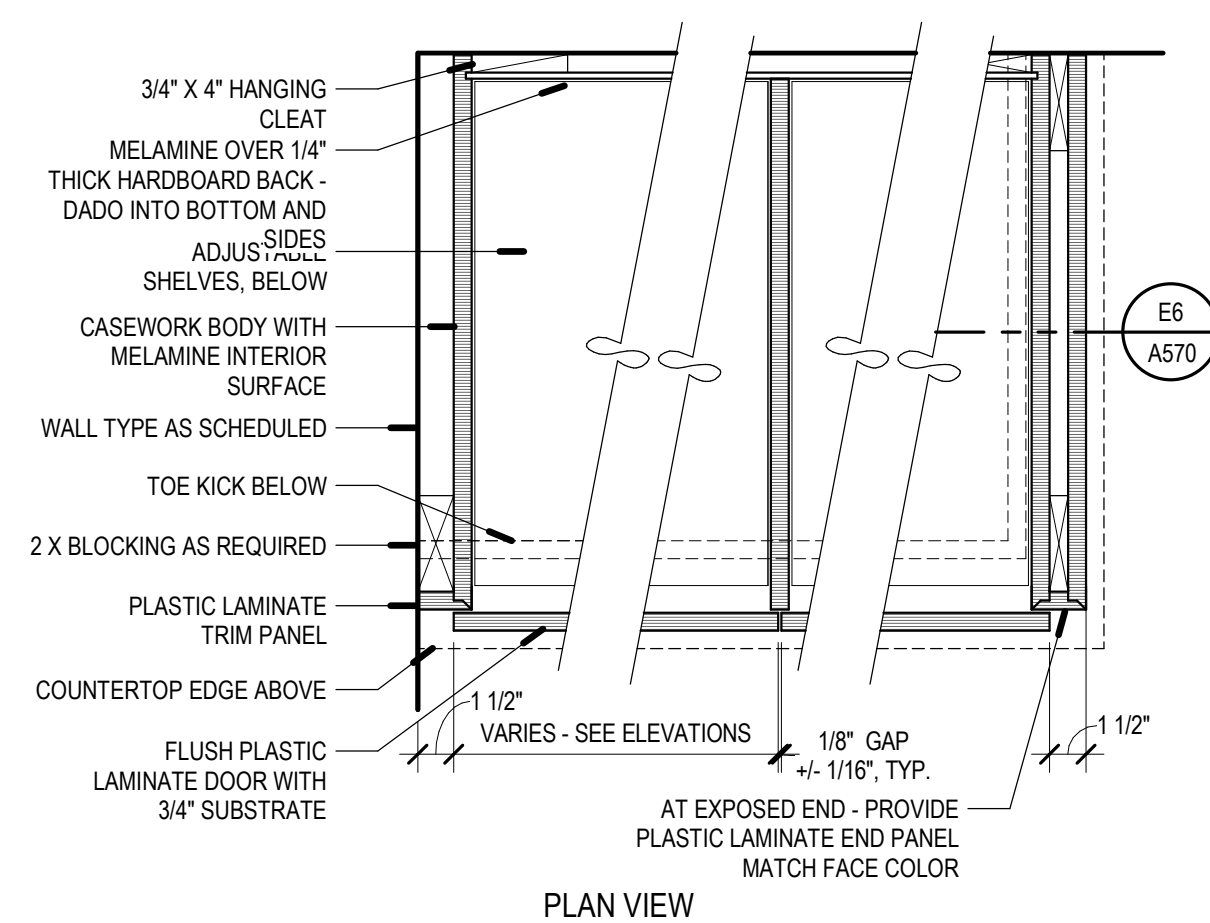 3/4" X 4" HANGING
CLEAT
MELAMINE OVER 1/4"
THICK HARDBOARD BACK -
DADO INTO BOTTOM AND
SIDES
ADJUSTABLE
SHELVES, BELOW
CASEWORK BODY WITH
MELAMINE INTERIOR
SURFACE
WALL TYPE AS SCHEDULED
TOE KICK BELOW
2 X BLOCKING AS REQUIRED
PLASTIC LAMINATE
TRIM PANEL
COUNTERTOP EDGE ABOVE
FLUSH PLASTIC
LAMINATE DOOR WITH
3/4" SUBSTRATE
1 1/2"
VARIES - SEE ELEVATIONS
1/8" GAP
+/- 1/16", TYP.
1 1/2"
AT EXPOSED END - PROVIDE
PLASTIC LAMINATE END PANEL
MATCH FACE COLOR
E6
A570
PLAN VIEW